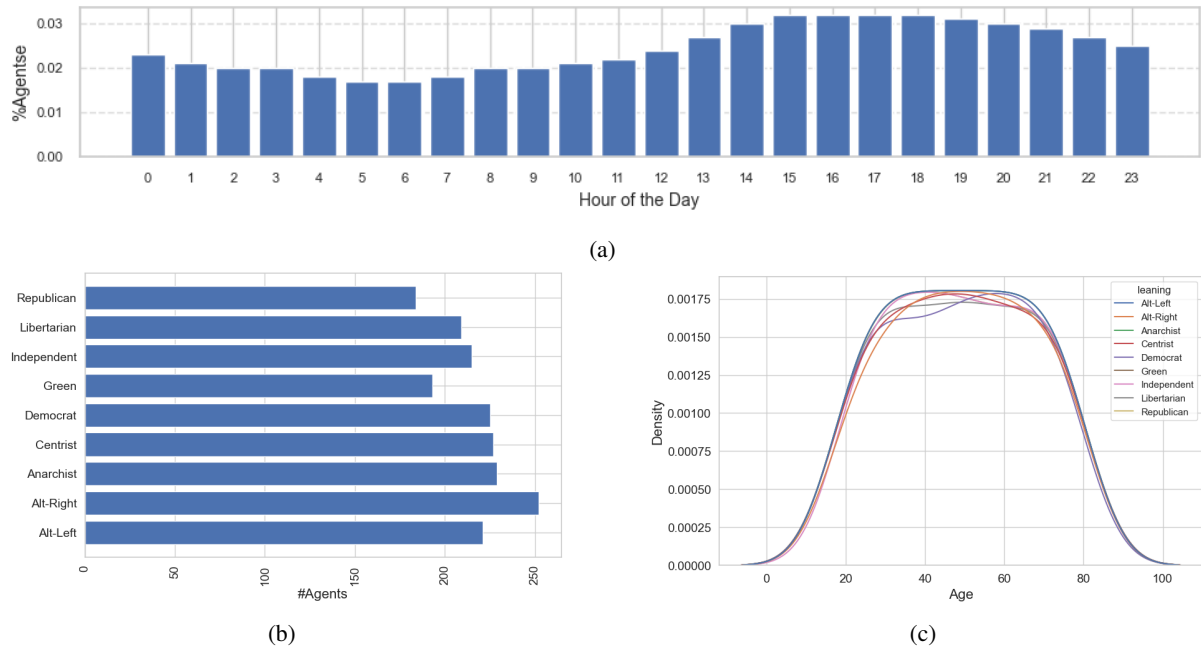 0.03
0.02
0.01
0.00
%Agentse
0 1 2 3 4 5 6 7 8 9 10 11 12 13 14 15 16 17 18 19 20 21 22 23
Hour of the Day
(a)
Republican
Libertarian
Independent
Green
Democrat
Centrist
Anarchist
Alt-Right
Alt-Left
0 50 100 150 200 250
#Agents
(b)
0.00175
0.00150
0.00125
0.00100
0.00075
0.00050
0.00025
0.00000
Density
leaning
Alt-Left
Alt-Right
Anarchist
Centrist
Democrat
Green
Independent
Libertarian
Republican
0 20 40 60 80 100
Age
(c)